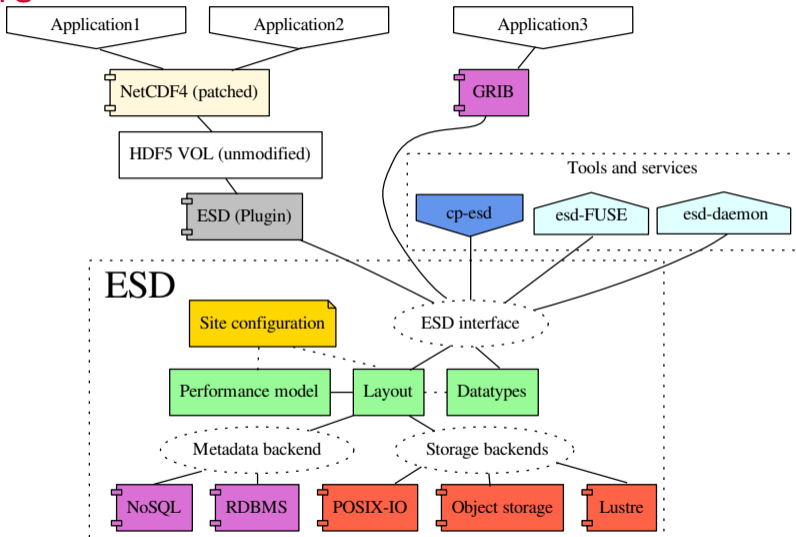 Application1
Application2
Application3
NetCDF4 (patched)
GRIB
HDF5 VOL (unmodified)
Tools and services
ESD (Plugin)
cp-esd
esd-FUSE
esd-daemon
ESD
Site configuration
ESD interface
Performance model
Layout
Datatypes
Metadata backend
Storage backends
NoSQL
RDBMS
POSIX-IO
Object storage
Lustre